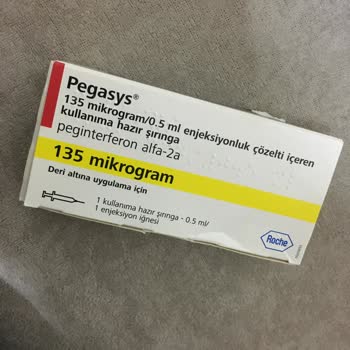 Pegasys®
135 mikrogram/0.5 ml enjeksiyonluk çözelti içeren
kullanıma hazır şırınga
peginterferon alfa-2a
135 mikrogram
Deri altına uygulama için
1 kullanıma hazır şırınga - 0.5 ml/
1 enjeksiyon iğnesi
Roche